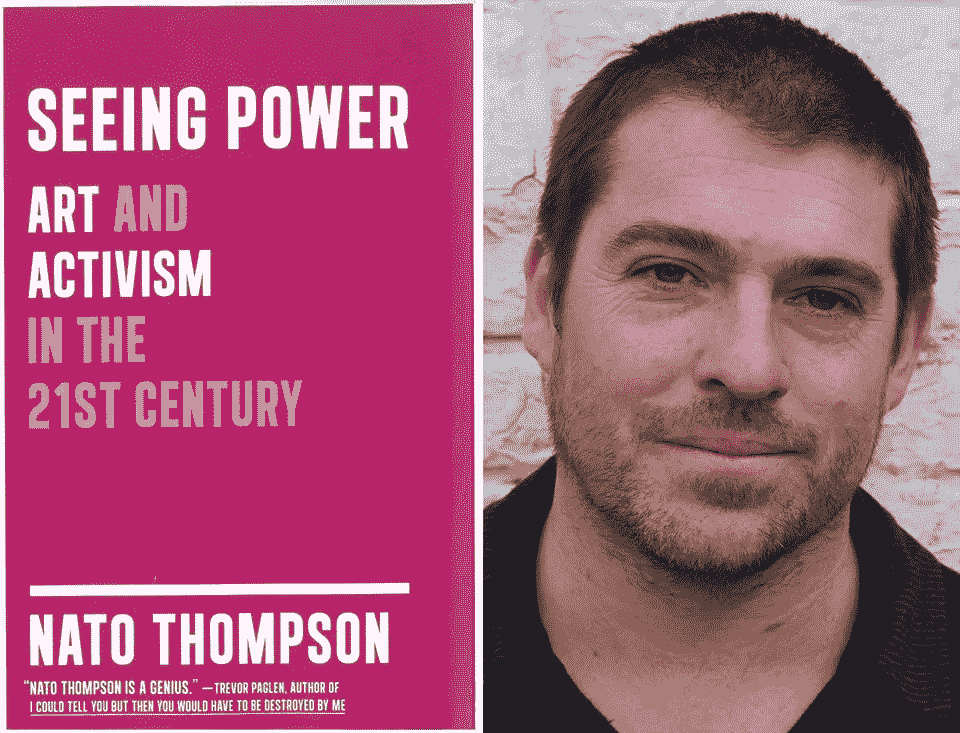 SEEING POWER
ART AND
ACTIVISM
IN THE
21ST CENTURY
NATO THOMPSON
“NATO THOMPSON IS A GENIUS.” —TREVOR PAGLEN, AUTHOR OF
I COULD TELL YOU BUT THEN YOU WOULD HAVE TO BE DESTROYED BY ME